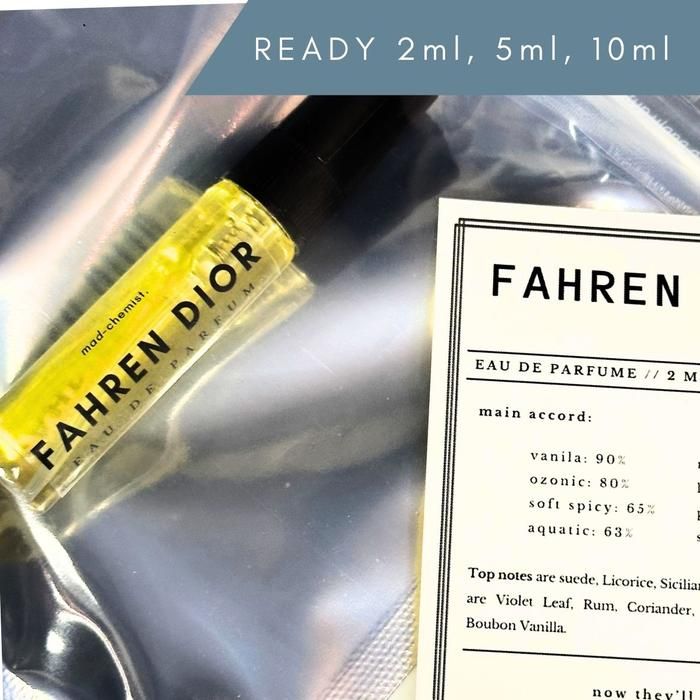 READY 2ml, 5ml, 10ml
mad-chemist.
FAHREN DIOR
EAU DE PARFUM
FAHREN
EAU DE PARFUME // 2 M
main accord:
vanila: 90%
ozonic: 80%
soft spicy: 65%
aquatic: 63%
Top notes are suede, Licorice, Sicilian
are Violet Leaf, Rum, Coriander,
Boubon Vanilla.
now they'll